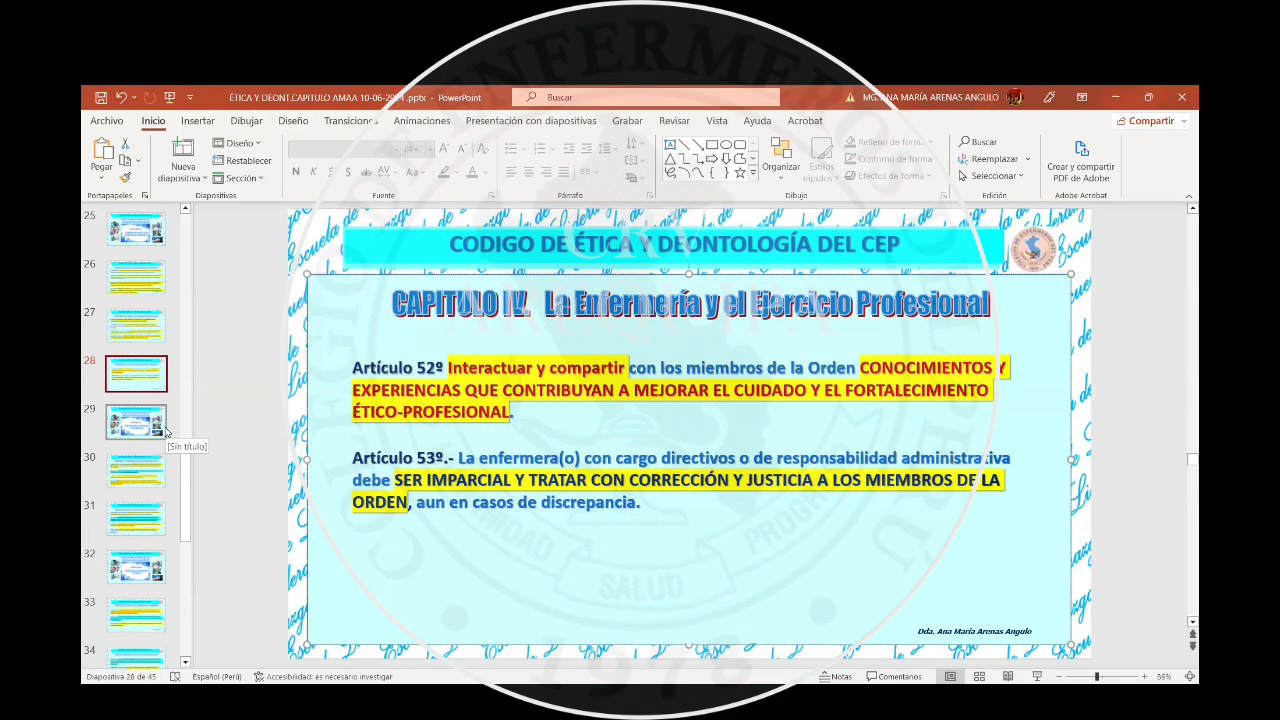 ÉTICA Y DEONT.CAPITULO AMAA 10-06-20 .pptx - PowerPoint
Buscar
MG. ANA MARÍA ARENAS ANGULO
Archivo Inicio Insertar Dibujar Diseño Transiciones Animaciones Presentación con diapositivas Grabar Revisar Vista Ayuda Acrobat Compartir
Pegar
Nueva diapositiva
Diseño
Restablecer
Sección
N K S ab AV Aa A
Organizar
Estilos rápidos
Relleno de forma
Contorno de forma
Efectos de forma
Buscar
Reemplazar
Seleccionar
Crear y compartir PDF de Adobe
Portapapeles Diapositivas Fuente Párrafo Dibujo Edición Adobe Acrobat
25
26
27
28
29
[Sin título]
30
31
32
33
34
CODIGO DE ÉTICA Y DEONTOLOGÍA DEL CEP
CAPITULO IV. La Enfermería y el Ejercicio Profesional
Artículo 52º Interactuar y compartir con los miembros de la Orden CONOCIMIENTOS Y
EXPERIENCIAS QUE CONTRIBUYAN A MEJORAR EL CUIDADO Y EL FORTALECIMIENTO
ÉTICO-PROFESIONAL.
Artículo 53º.- La enfermera(o) con cargo directivos o de responsabilidad administrativa
debe SER IMPARCIAL Y TRATAR CON CORRECCIÓN Y JUSTICIA A LOS MIEMBROS DE LA
ORDEN, aun en casos de discrepancia.
Dda. Ana María Arenas Angulo
SALUD
1978
Diapositiva 28 de 45 Español (Perú) Accesibilidad: es necesario investigar Notas Comentarios 86%